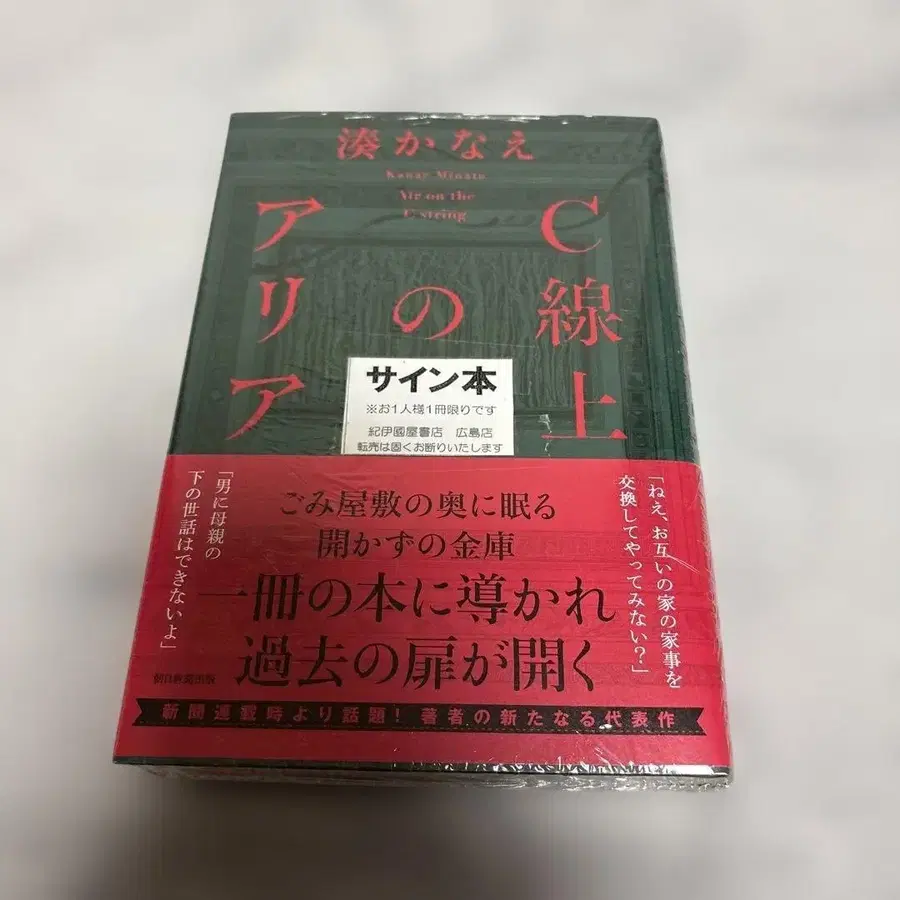 湊かなえ
Kanae Minato
Air on the
C string
C線上
の
アリア
サイン本
※お1人様1冊限りです
紀伊國屋書店 広島店
転売は固くお断りいたします
「ねえ、お互いの家の家事を
交換してやってみない?」
ごみ屋敷の奥に眠る
開かずの金庫
一冊の本に導かれ
過去の扉が開く
「男に母親の
下の世話はできないよ」
朝日新聞出版
新聞連載時より話題! 著者の新たなる代表作